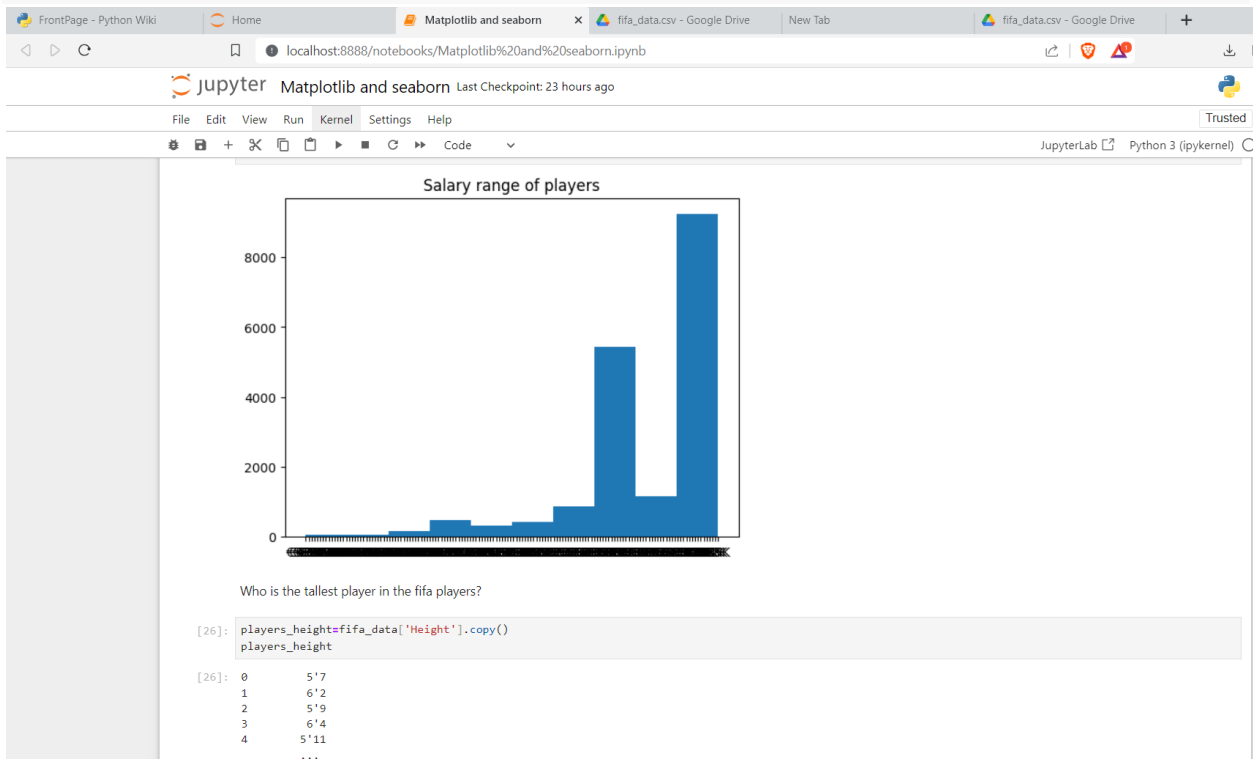 FrontPage - Python Wiki
Home
Matplotlib and seaborn
fifa_data.csv - Google Drive
New Tab
fifa_data.csv - Google Drive
localhost:8888/notebooks/Matplotlib%20and%20seaborn.ipynb
jupyter Matplotlib and seaborn Last Checkpoint: 23 hours ago
File Edit View Run Kernel Settings Help
Trusted
Code
JupyterLab Python 3 (ipykernel)
Salary range of players
8000
6000
4000
2000
0
Who is the tallest player in the fifa players?
[26]: players_height=fifa_data['Height'].copy()
players_height
[26]: 0 5'7
1 6'2
2 5'9
3 6'4
4 5'11
...